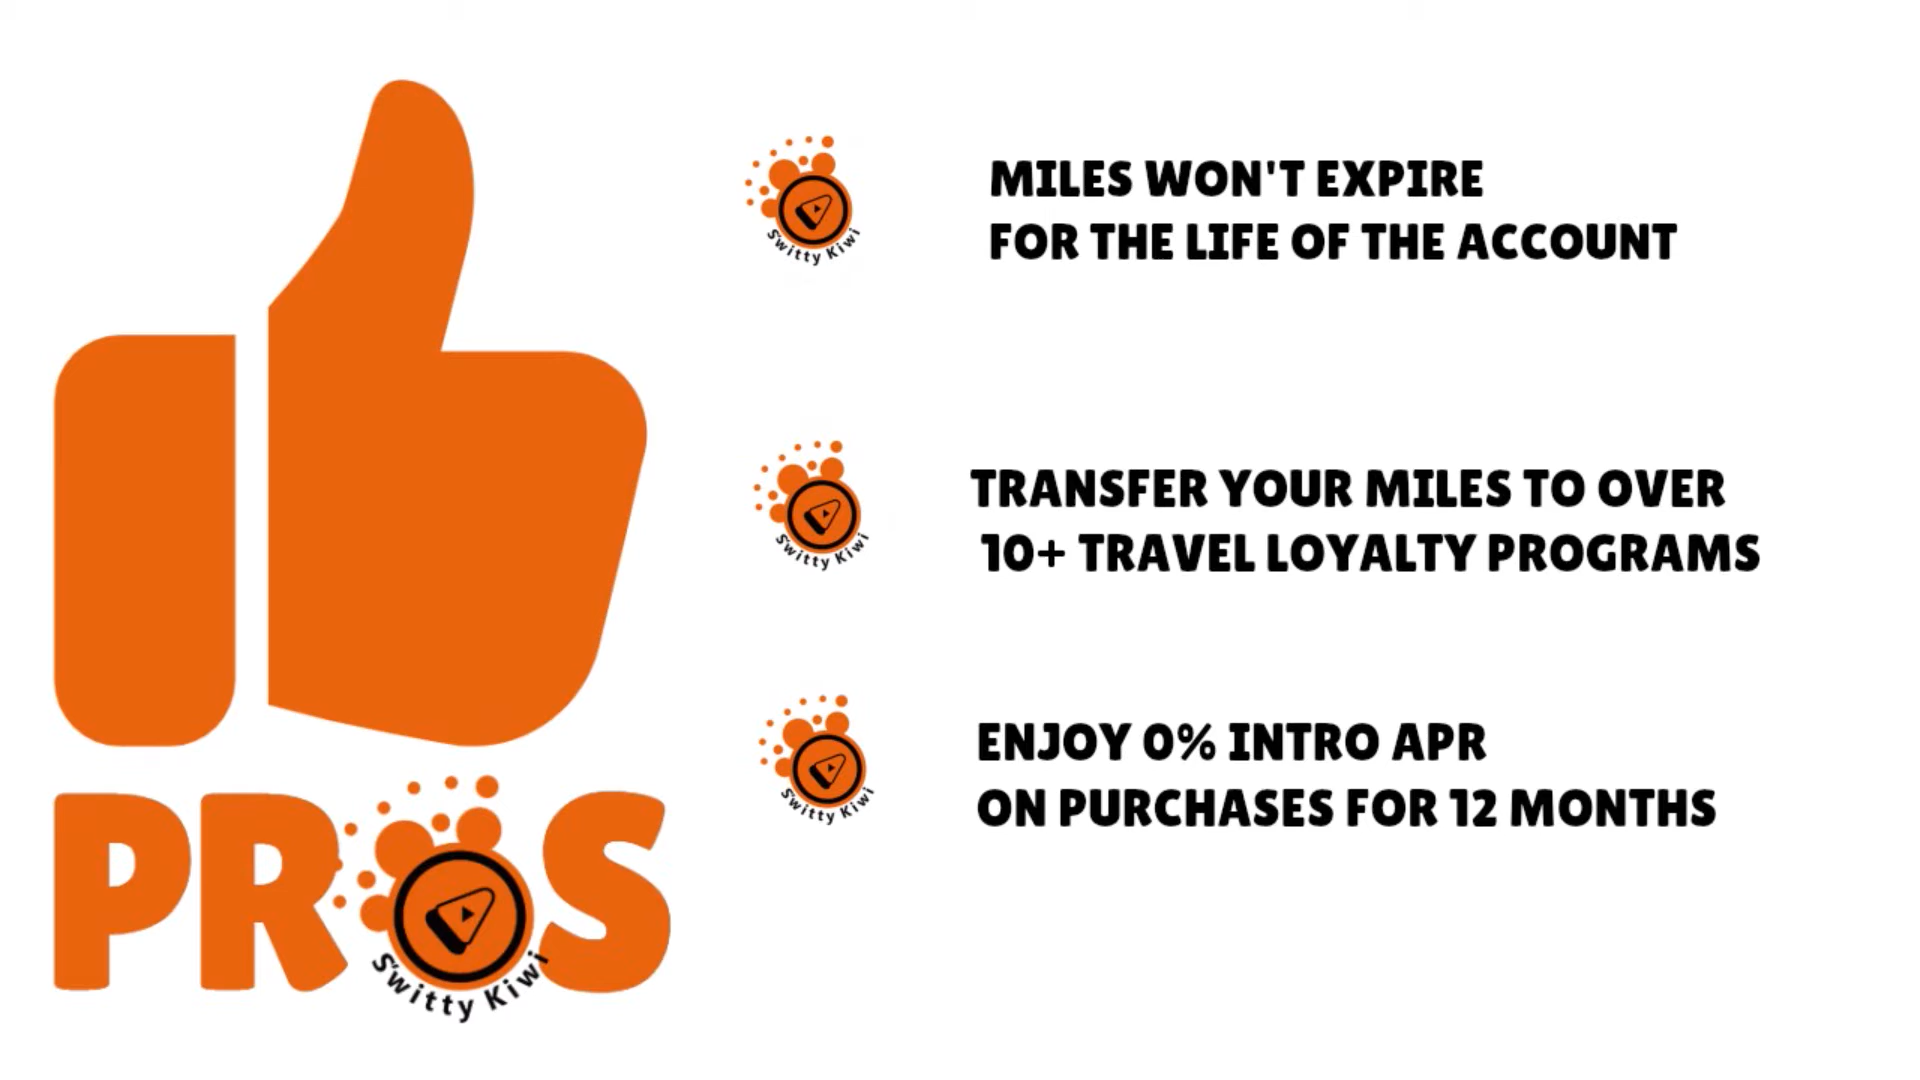 MILES WON'T EXPIRE
FOR THE LIFE OF THE ACCOUNT
Switty Kiwi
TRANSFER YOUR MILES TO OVER
10+ TRAVEL LOYALTY PROGRAMS
Switty Kiwi
ENJOY 0% INTRO APR
ON PURCHASES FOR 12 MONTHS
Switty Kiwi
PROS
Switty Kiwi